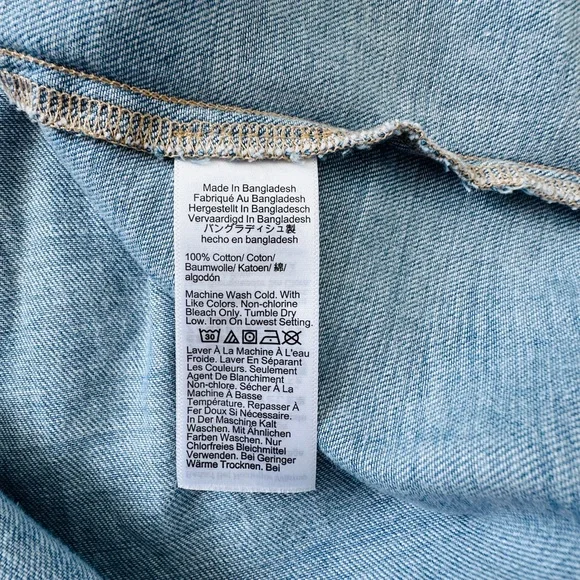 Made In Bangladesh
Fabriqué Au Bangladesh
Hergestellt In Bangladesch
Vervaardigd In Bangladesh
バングラディシュ製
hecho en bangladesh
100% Cotton/ Coton/
Baumwolle/ Katoen/ 綿/
algodón
Machine Wash Cold. With
Like Colors. Non-chlorine
Bleach Only. Tumble Dry
Low. Iron On Lowest Setting.
30
Laver À La Machine À L'eau
Froide. Laver En Séparant
Les Couleurs. Seulement
Agent De Blanchiment
Non-chlore. Sécher À La
Machine À Basse
Température. Repasser À
Fer Doux Si Nécessaire.
In Der Maschine Kalt
Waschen. Mit Ähnlichen
Farben Waschen. Nur
Chlorfreies Bleichmittel
Verwenden. Bei Geringer
Wärme Trocknen. Bei